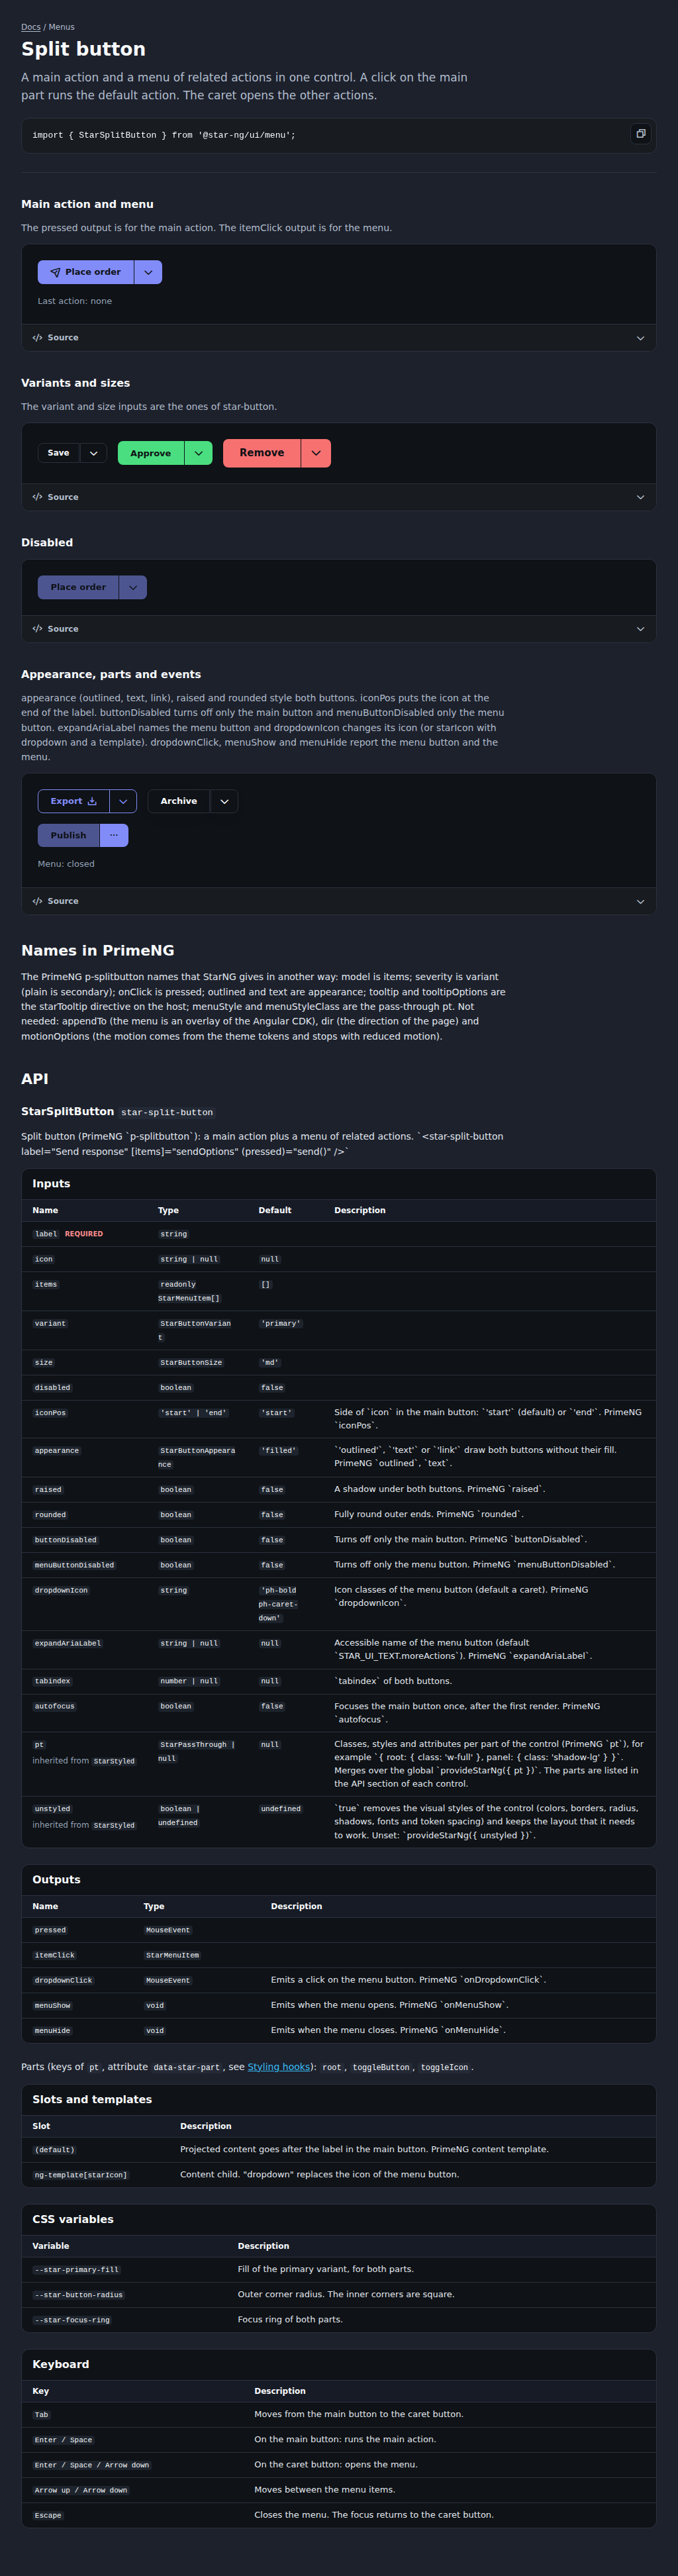 Docs / Menus
Split button
A main action and a menu of related actions in one control. A click on the main
part runs the default action. The caret opens the other actions.
import { StarSplitButton } from '@star-ng/ui/menu';
Main action and menu
The pressed output is for the main action. The itemClick output is for the menu.
Place order
Last action: none
Source
Variants and sizes
The variant and size inputs are the ones of star-button.
Save Approve Remove
Source
Disabled
Place order
Source
Appearance, parts and events
appearance (outlined, text, link), raised and rounded style both buttons. iconPos puts the icon at the
end of the label. buttonDisabled turns off only the main button and menuButtonDisabled only the menu
button. expandAriaLabel names the menu button and dropdownIcon changes its icon (or starIcon with
dropdown and a template). dropdownClick, menuShow and menuHide report the menu button and the
menu.
Export Archive
Publish ···
Menu: closed
Source
Names in PrimeNG
The PrimeNG p-splitbutton names that StarNG gives in another way: model is items; severity is variant
(plain is secondary); onClick is pressed; outlined and text are appearance; tooltip and tooltipOptions are
the starTooltip directive on the host; menuStyle and menuStyleClass are the pass-through pt. Not
needed: appendTo (the menu is an overlay of the Angular CDK), dir (the direction of the page) and
motionOptions (the motion comes from the theme tokens and stops with reduced motion).
API
StarSplitButton star-split-button
Split button (PrimeNG `p-splitbutton`): a main action plus a menu of related actions. `<star-split-button
label="Send response" [items]="sendOptions" (pressed)="send()" />`
Inputs
Name Type Default Description
label REQUIRED string
icon string | null null
items readonly StarMenuItem[] []
variant StarButtonVariant 'primary'
size StarButtonSize 'md'
disabled boolean false
iconPos 'start' | 'end' 'start' Side of `icon` in the main button: `'start'` (default) or `'end'`. PrimeNG
`iconPos`.
appearance StarButtonAppearance 'filled' `'outlined'`, `'text'` or `'link'` draw both buttons without their fill.
PrimeNG `outlined`, `text`.
raised boolean false A shadow under both buttons. PrimeNG `raised`.
rounded boolean false Fully round outer ends. PrimeNG `rounded`.
buttonDisabled boolean false Turns off only the main button. PrimeNG `buttonDisabled`.
menuButtonDisabled boolean false Turns off only the menu button. PrimeNG `menuButtonDisabled`.
dropdownIcon string 'ph-bold ph-caret-down' Icon classes of the menu button (default a caret). PrimeNG
`dropdownIcon`.
expandAriaLabel string | null null Accessible name of the menu button (default
`STAR_UI_TEXT.moreActions`). PrimeNG `expandAriaLabel`.
tabindex number | null null `tabindex` of both buttons.
autofocus boolean false Focuses the main button once, after the first render. PrimeNG
`autofocus`.
pt inherited from StarStyled StarPassThrough | null null Classes, styles and attributes per part of the control (PrimeNG `pt`), for
example `{ root: { class: 'w-full' }, panel: { class: 'shadow-lg' } }`.
Merges over the global `provideStarNg({ pt })`. The parts are listed in
the API section of each control.
unstyled inherited from StarStyled boolean | undefined undefined `true` removes the visual styles of the control (colors, borders, radius,
shadows, fonts and token spacing) and keeps the layout that it needs
to work. Unset: `provideStarNg({ unstyled })`.
Outputs
Name Type Description
pressed MouseEvent
itemClick StarMenuItem
dropdownClick MouseEvent Emits a click on the menu button. PrimeNG `onDropdownClick`.
menuShow void Emits when the menu opens. PrimeNG `onMenuShow`.
menuHide void Emits when the menu closes. PrimeNG `onMenuHide`.
Parts (keys of pt, attribute data-star-part, see Styling hooks): root, toggleButton, toggleIcon.
Slots and templates
Slot Description
(default) Projected content goes after the label in the main button. PrimeNG content template.
ng-template[starIcon] Content child. "dropdown" replaces the icon of the menu button.
CSS variables
Variable Description
--star-primary-fill Fill of the primary variant, for both parts.
--star-button-radius Outer corner radius. The inner corners are square.
--star-focus-ring Focus ring of both parts.
Keyboard
Key Description
Tab Moves from the main button to the caret button.
Enter / Space On the main button: runs the main action.
Enter / Space / Arrow down On the caret button: opens the menu.
Arrow up / Arrow down Moves between the menu items.
Escape Closes the menu. The focus returns to the caret button.